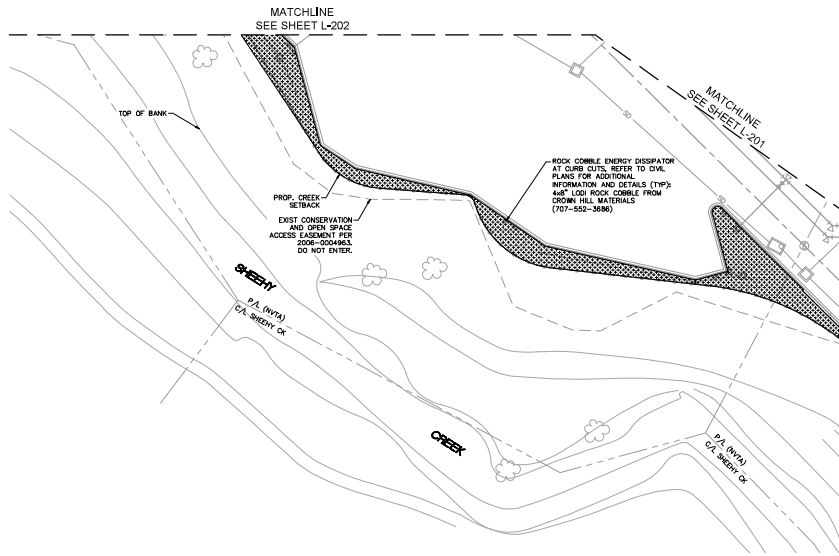 MATCHLINE
SEE SHEET L-202
MATCHLINE
SEE SHEET L-201
TOP OF BANK
SD
SD
ROCK COBBLE ENERGY DISSIPATOR
AT CURB CUTS, REFER TO CIVIL
PLANS FOR ADDITIONAL
INFORMATION AND DETAILS (TYP):
4x8" LODI ROCK COBBLE FROM
CROWN HILL MATERIALS
(707-552-3686)
PROP. CREEK
SETBACK
EXIST CONSERVATION
AND OPEN SPACE
ACCESS EASEMENT PER
2006-0004963.
DO NOT ENTER.
SHEEHY
P/L (NVTA)
C/L SHEEHY CK
CREEK
P/L (NVTA)
C/L SHEEHY CK